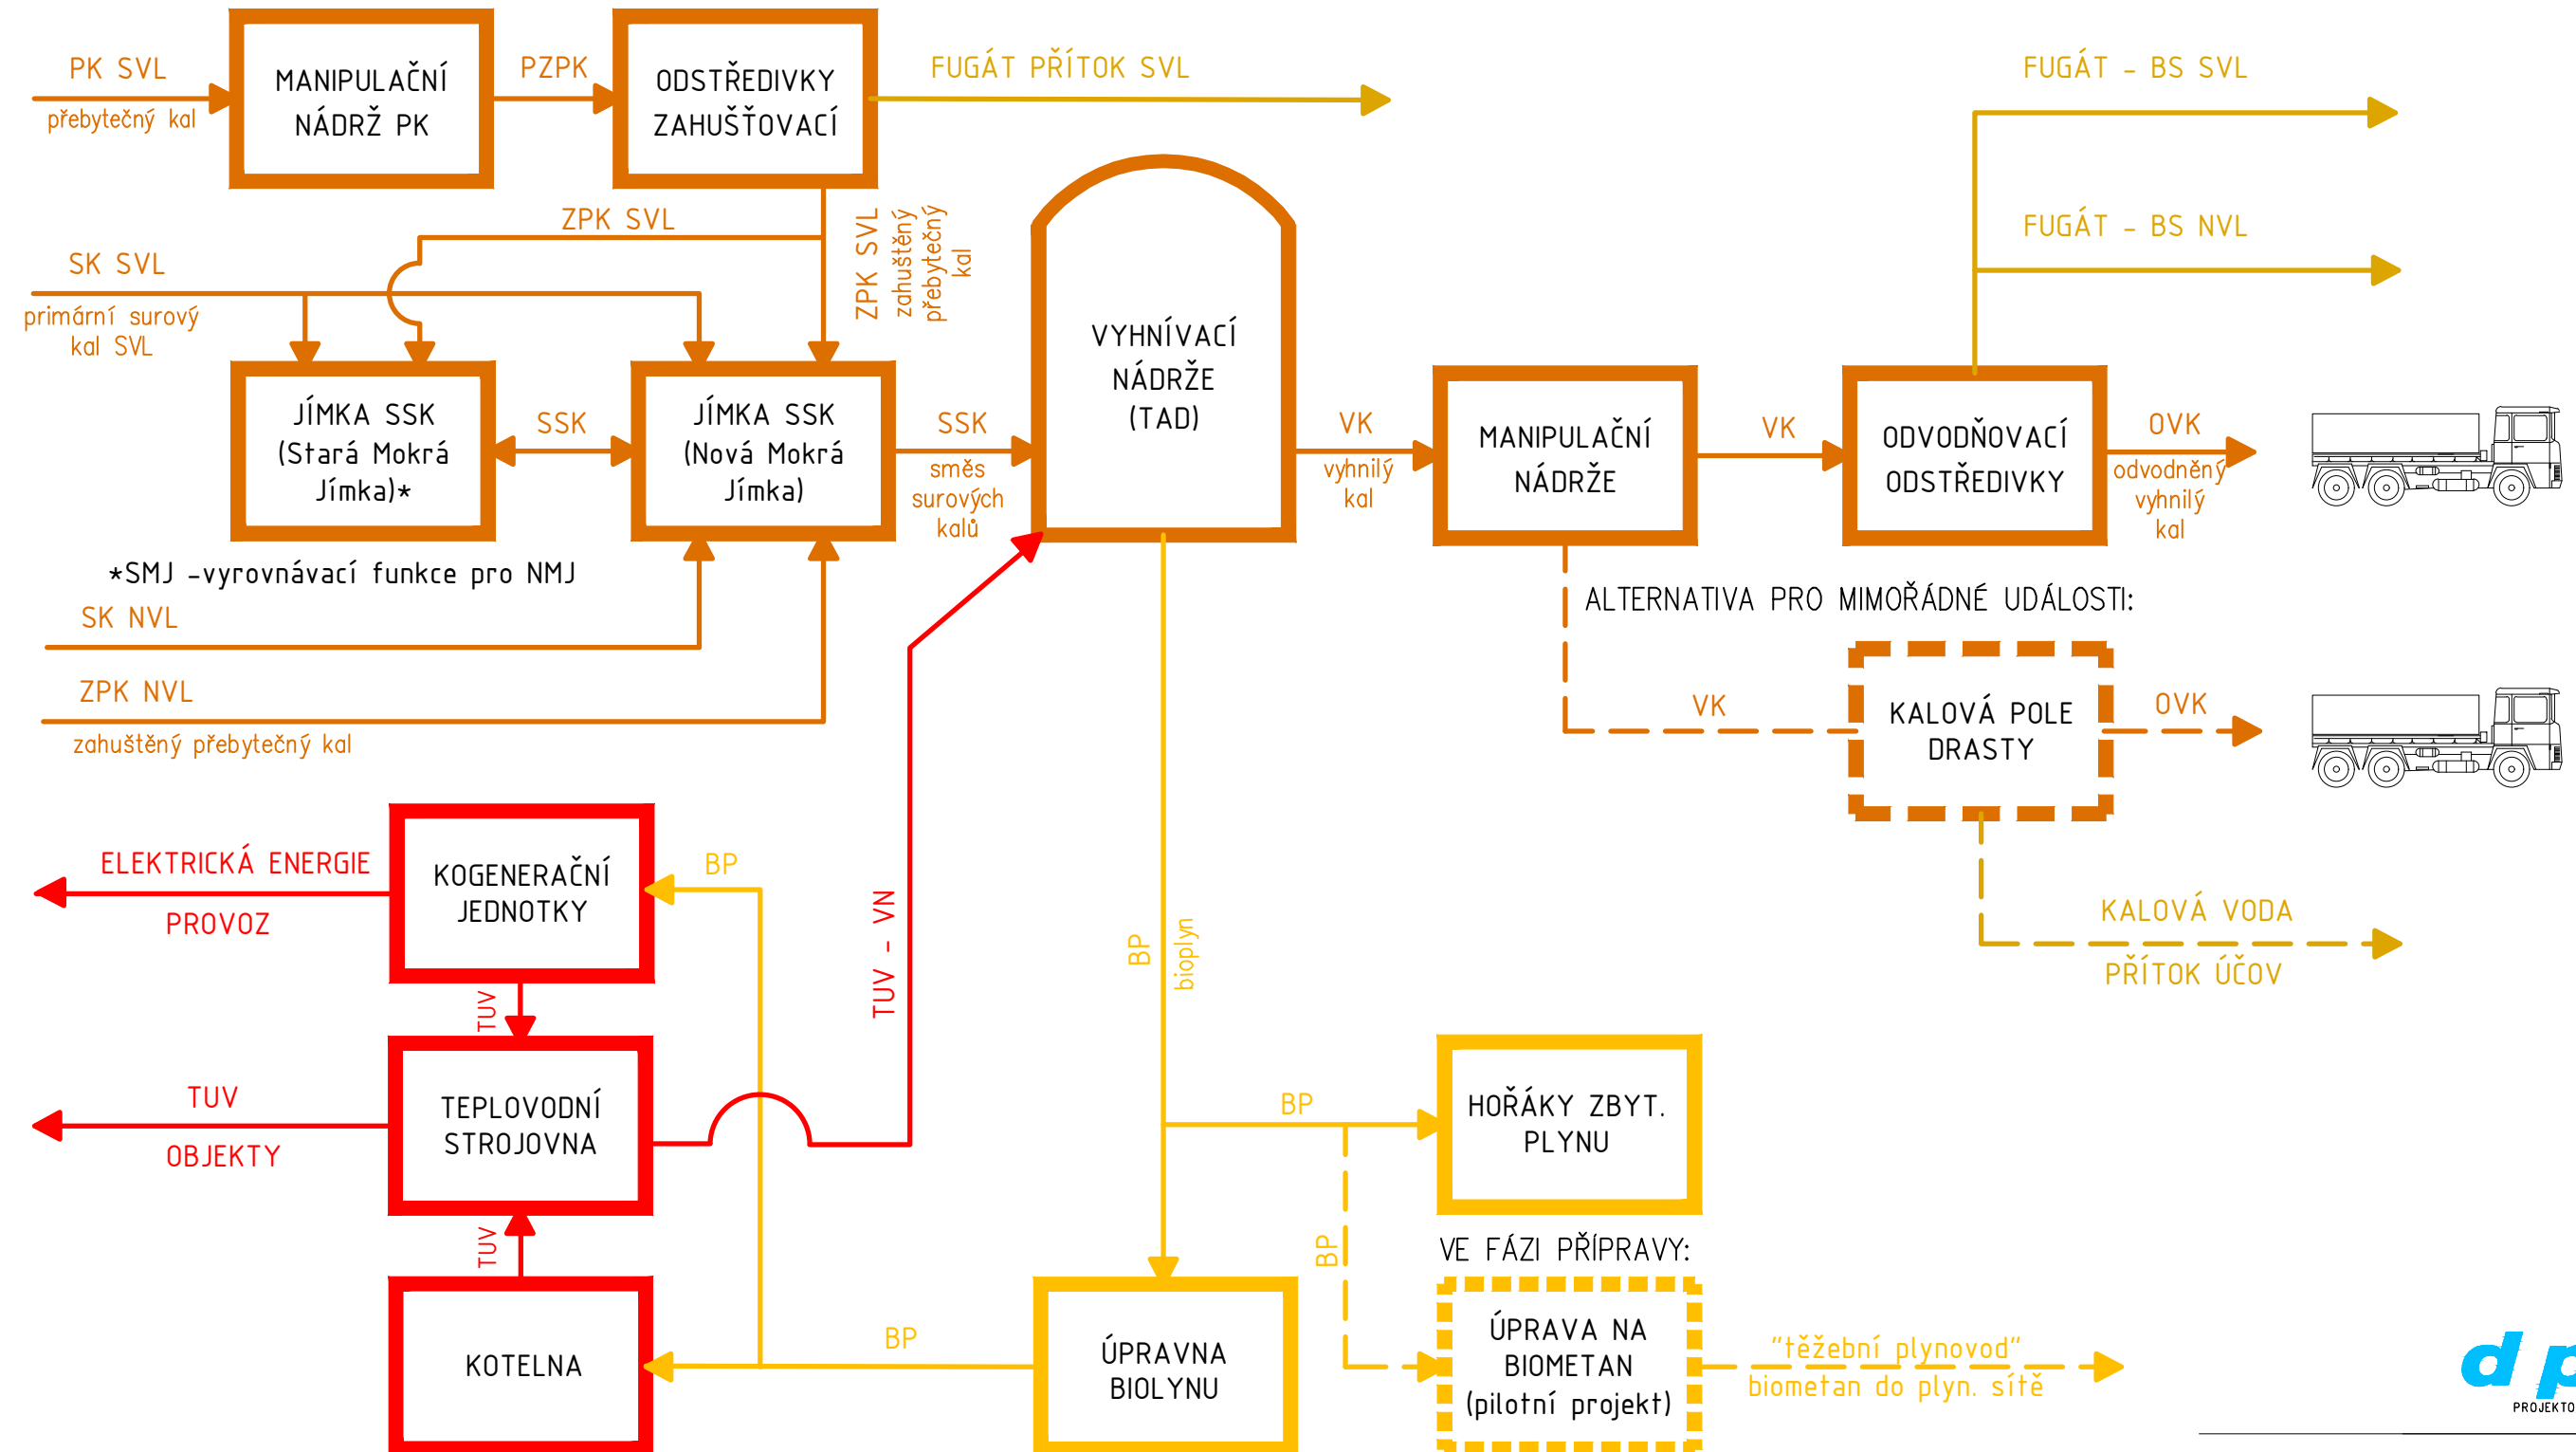 PK SVL
přebytečný kal
MANIPULAČNÍ
NÁDRŽ PK
PZPK
ODSTŘEDIVKY
ZAHUŠŤOVACÍ
FUGÁT PŘÍTOK SVL
FUGÁT - BS SVL
FUGÁT - BS NVL
ZPK SVL
ZPK SVL
zahuštěný
přebytečný
kal
SK SVL
primární surový
kal SVL
JÍMKA SSK
(Stará Mokrá
Jímka)*
SSK
JÍMKA SSK
(Nová Mokrá
Jímka)
SSK
směs
surových
kalů
VYHNÍVACÍ
NÁDRŽE
(TAD)
VK
vyhnilý
kal
MANIPULAČNÍ
NÁDRŽE
VK
ODVODŇOVACÍ
ODSTŘEDIVKY
OVK
odvodněný
vyhnilý
kal
*SMJ -vyrovnávací funkce pro NMJ
SK NVL
ZPK NVL
zahuštěný přebytečný kal
ALTERNATIVA PRO MIMOŘÁDNÉ UDÁLOSTI:
VK
KALOVÁ POLE
DRASTY
OVK
KALOVÁ VODA
PŘÍTOK ÚČOV
ELEKTRICKÁ ENERGIE
PROVOZ
KOGENERAČNÍ
JEDNOTKY
BP
TUV - VN
BP
bioplyn
TUV
TUV
OBJEKTY
TEPLOVODNÍ
STROJOVNA
TUV
KOTELNA
BP
ÚPRAVNA
BIOLYNU
BP
HOŘÁKY ZBYT.
PLYNU
BP
VE FÁZI PŘÍPRAVY:
ÚPRAVA NA
BIOMETAN
(pilotní projekt)
"těžební plynovod"
biometan do plyn. sítě
dp
PROJEKTO